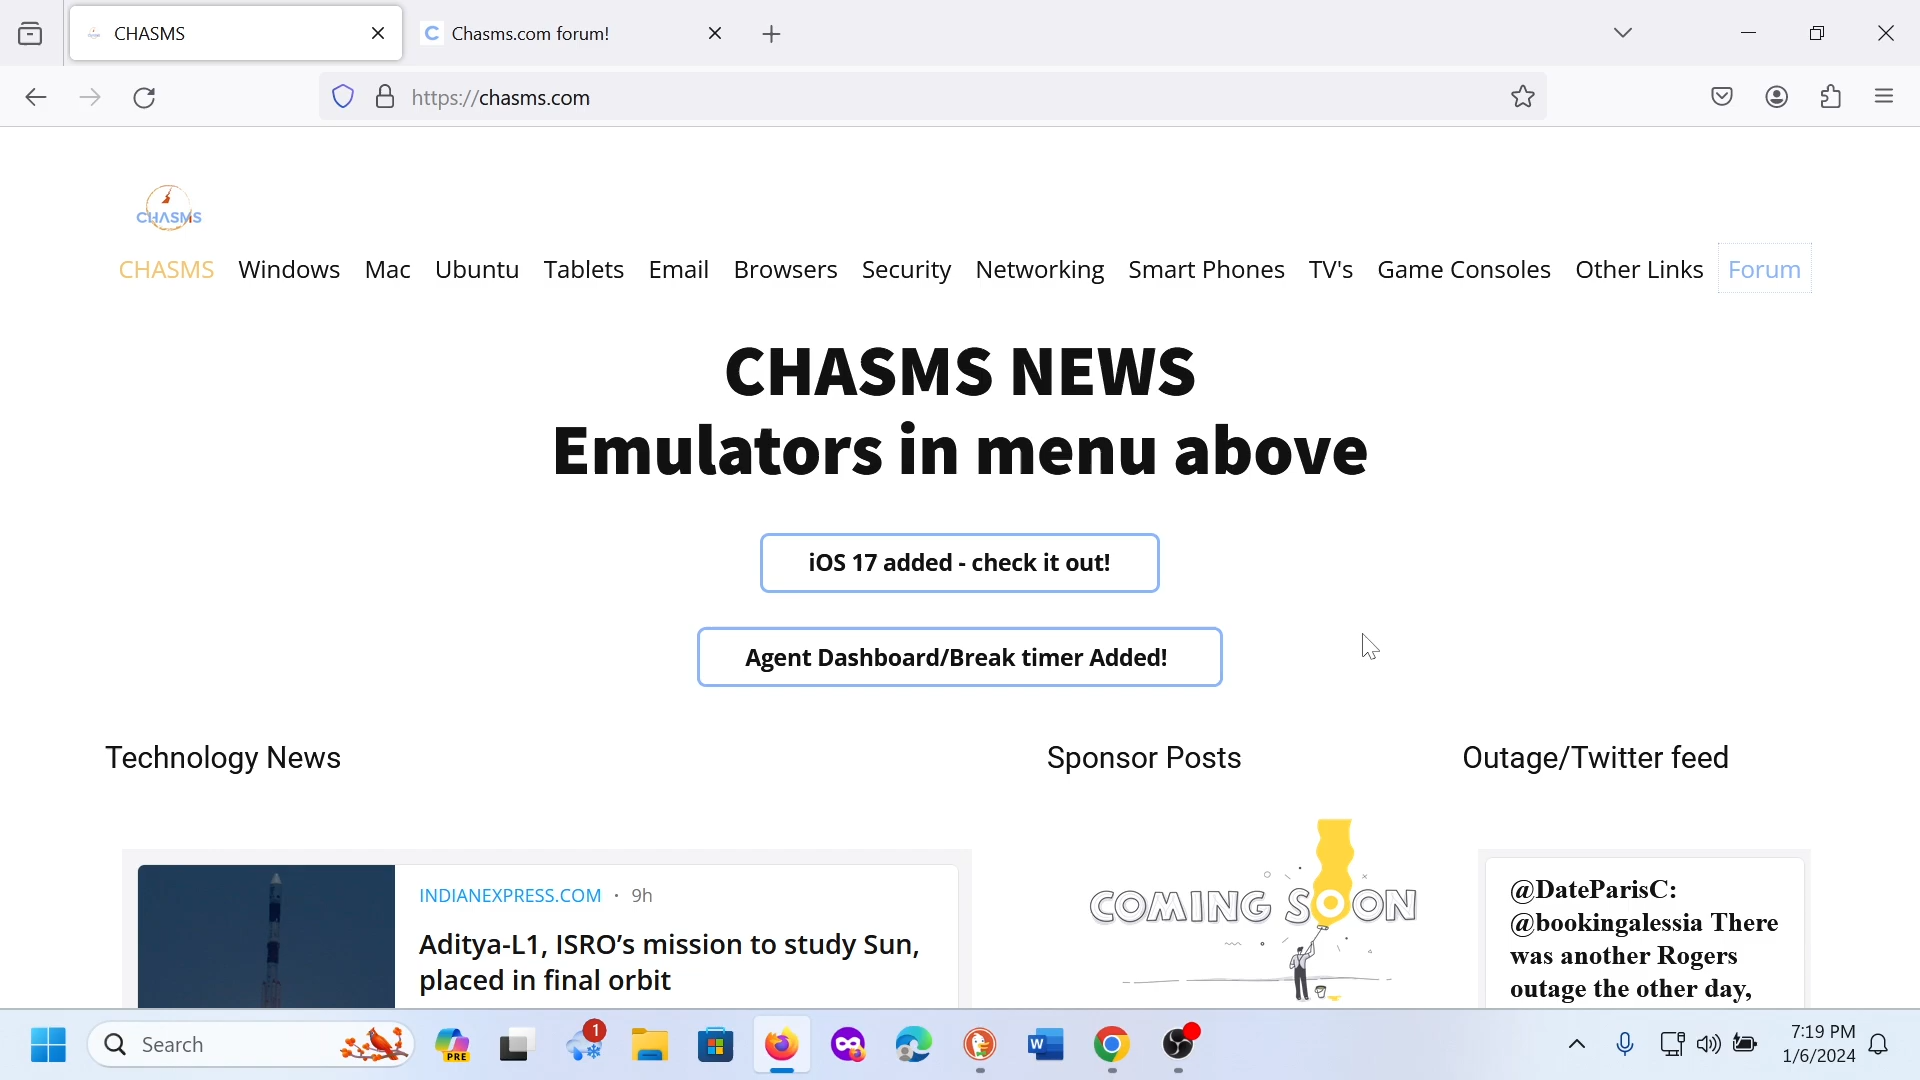 CHASMS
Chasms.com forum!
https://chasms.com
CHASMS
CHASMS Windows Mac Ubuntu Tablets Email Browsers Security Networking Smart Phones TV's Game Consoles Other Links Forum
CHASMS NEWS
Emulators in menu above
iOS 17 added - check it out!
Agent Dashboard/Break timer Added!
Technology News
Sponsor Posts
Outage/Twitter feed
INDIANEXPRESS.COM · 9h
Aditya-L1, ISRO’s mission to study Sun,
placed in final orbit
COMING SOON
@DateParisC:
@bookingalessia There
was another Rogers
outage the other day,
Search
PRE
1
W
7:19 PM
1/6/2024